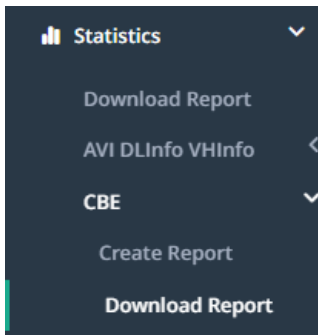 Statistics
Download Report
AVI DLInfo VHInfo
CBE
Create Report
Download Report